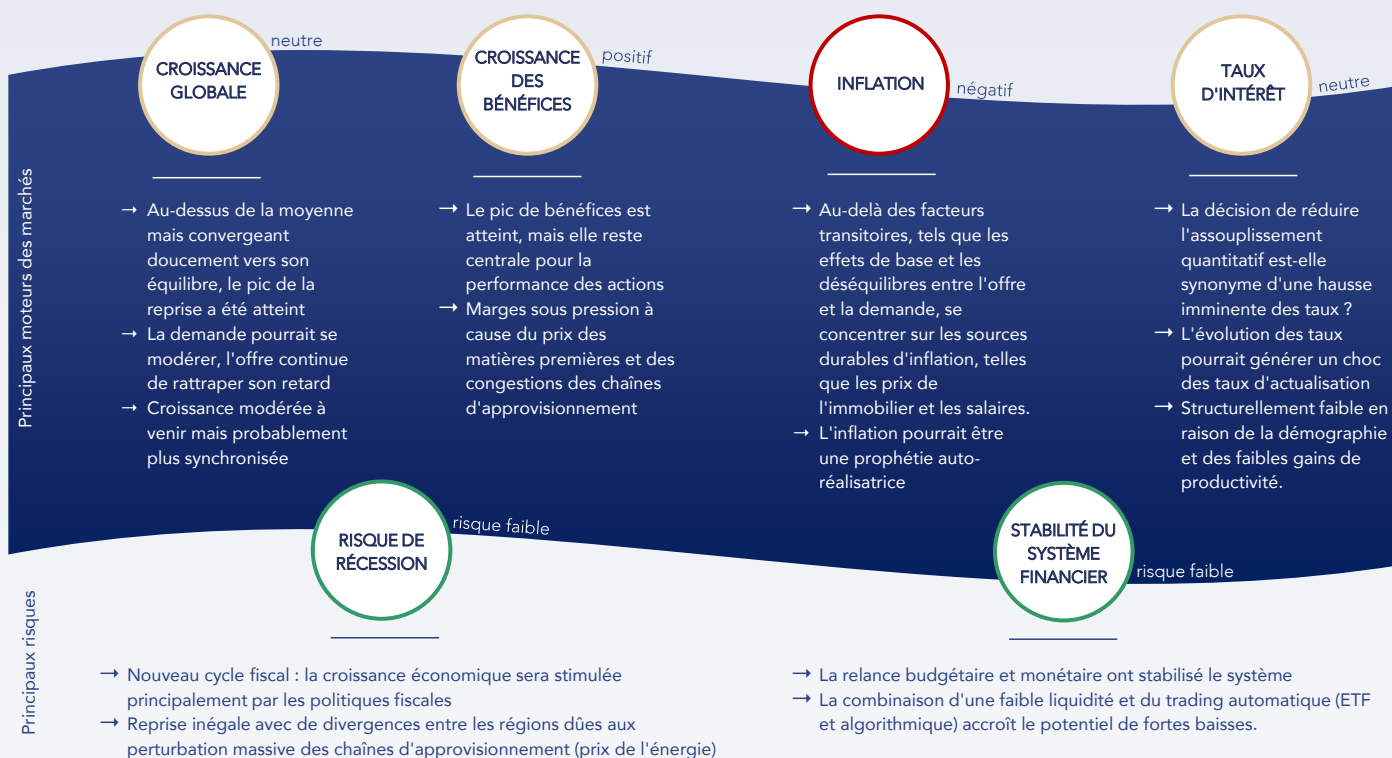 Principaux moteurs des marchés
CROISSANCE
GLOBALE
neutre
→ Au-dessus de la moyenne
mais convergeant
doucement vers son
équilibre, le pic de la
reprise a été atteint
→ La demande pourrait se
modérer, l'offre continue
de rattraper son retard
→ Croissance modérée à
venir mais probablement
plus synchronisée
CROISSANCE
DES
BÉNÉFICES
positif
→ Le pic de bénéfices est
atteint, mais elle reste
centrale pour la
performance des actions
→ Marges sous pression à
cause du prix des
matières premières et des
congestions des chaînes
d'approvisionnement
INFLATION
négatif
→ Au-delà des facteurs
transitoires, tels que les
effets de base et les
déséquilibres entre l'offre
et la demande, se
concentrer sur les sources
durables d'inflation, telles
que les prix de
l'immobilier et les salaires.
→ L'inflation pourrait être
une prophétie auto-
réalisatrice
TAUX
D'INTÉRÊT
neutre
→ La décision de réduire
l'assouplissement
quantitatif est-elle
synonyme d'une hausse
imminente des taux ?
→ L'évolution des taux
pourrait générer un choc
des taux d'actualisation
→ Structurellement faible en
raison de la démographie
et des faibles gains de
productivité.
Principaux risques
RISQUE DE
RÉCESSION
risque faible
→ Nouveau cycle fiscal : la croissance économique sera stimulée
principalement par les politiques fiscales
→ Reprise inégale avec de divergences entre les régions dûes aux
perturbation massive des chaînes d'approvisionnement (prix de l'énergie)
STABILITÉ DU
SYSTÈME
FINANCIER
risque faible
→ La relance budgétaire et monétaire ont stabilisé le système
→ La combinaison d'une faible liquidité et du trading automatique (ETF
et algorithmique) accroît le potentiel de fortes baisses.